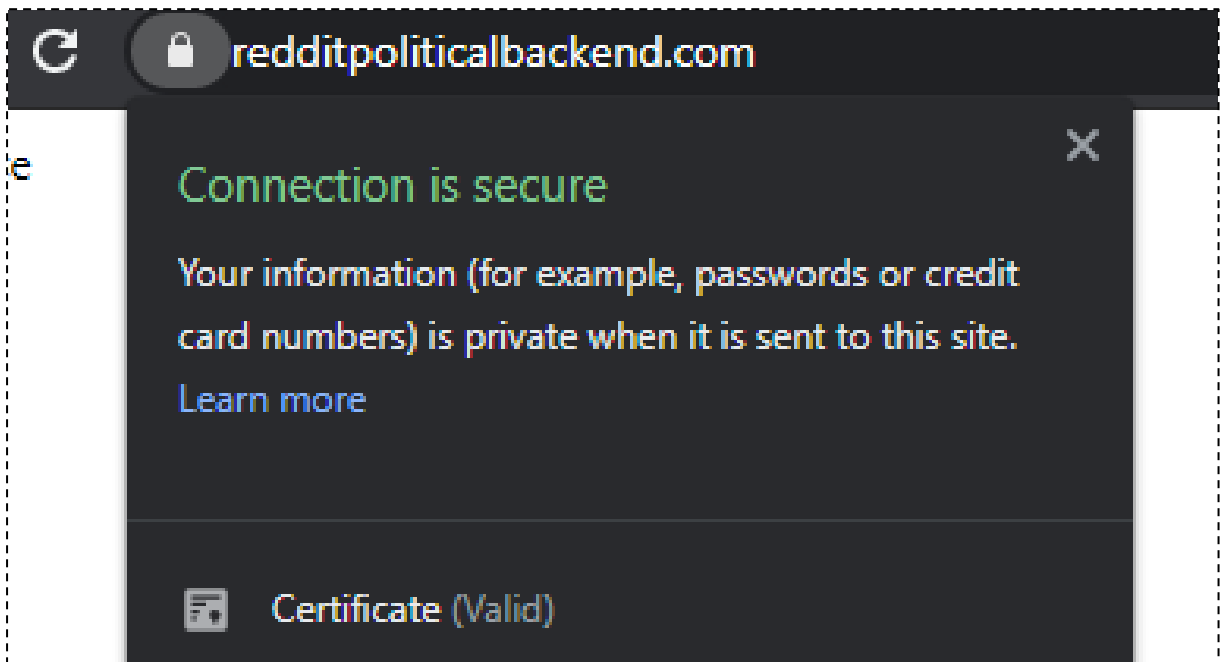 redditpoliticalbackend.com
e
Connection is secure
Your information (for example, passwords or credit
card numbers) is private when it is sent to this site.
Learn more
Certificate (Valid)